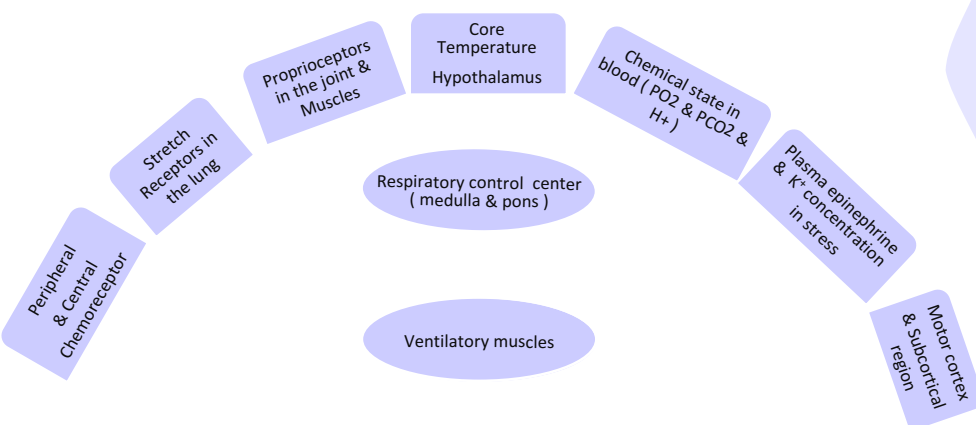 Core
Temperature
Hypothalamus
Proprioceptors
in the joint &
Muscles
Chemical state in
blood ( PO2 & PCO2 &
H+ )
Stretch
Receptors in
the lung
Plasma epinephrine
& K⁺ concentration
in stress
Respiratory control center
( medulla & pons )
Peripheral
& Central
Chemoreceptor
Ventilatory muscles
Motor cortex
& Subcortical
region